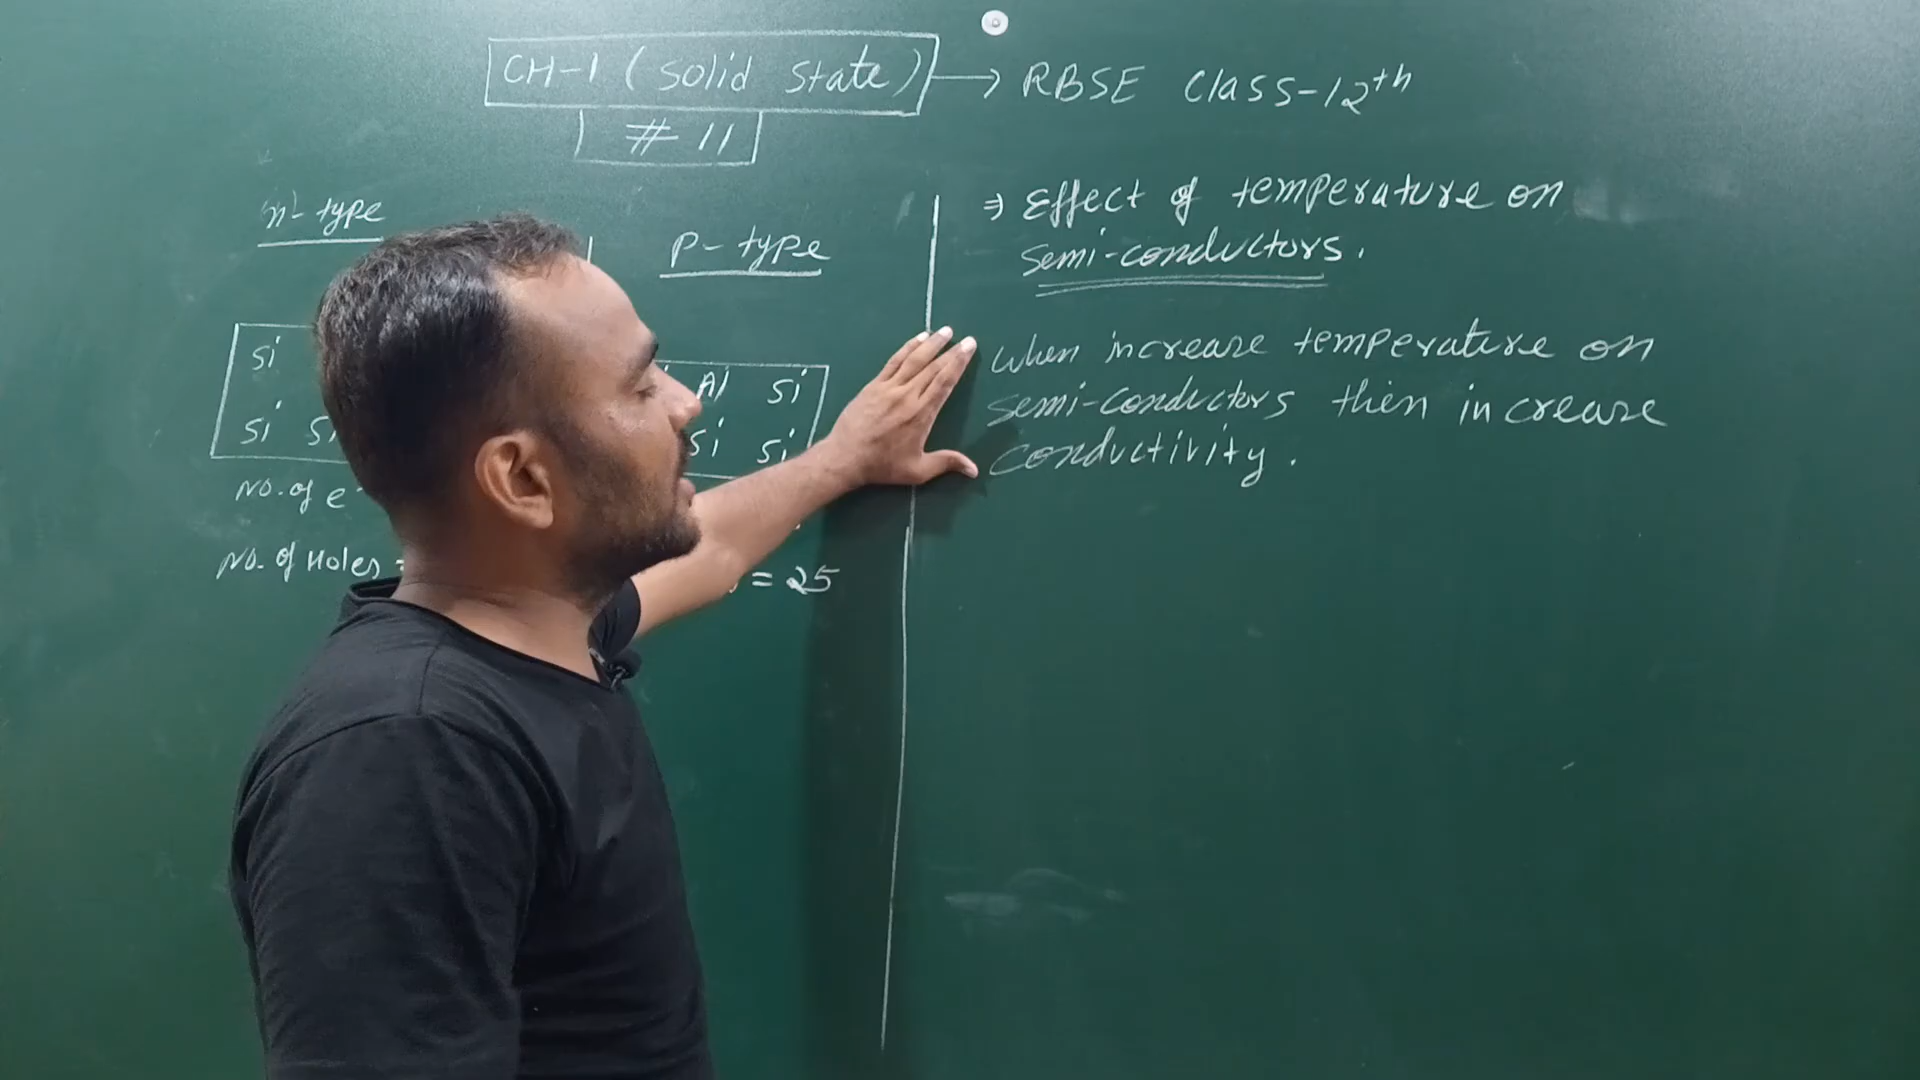 CH-1 (Solid State) → RBSE Class-12th
# 11
n-type
Si
Si Si
No. of e-
No. of Holes =
P-type
Al Si
Si Si
= 25
⇒ Effect of temperature on
semi-conductors.
When increase temperature on
semi-conductors then increase
conductivity.